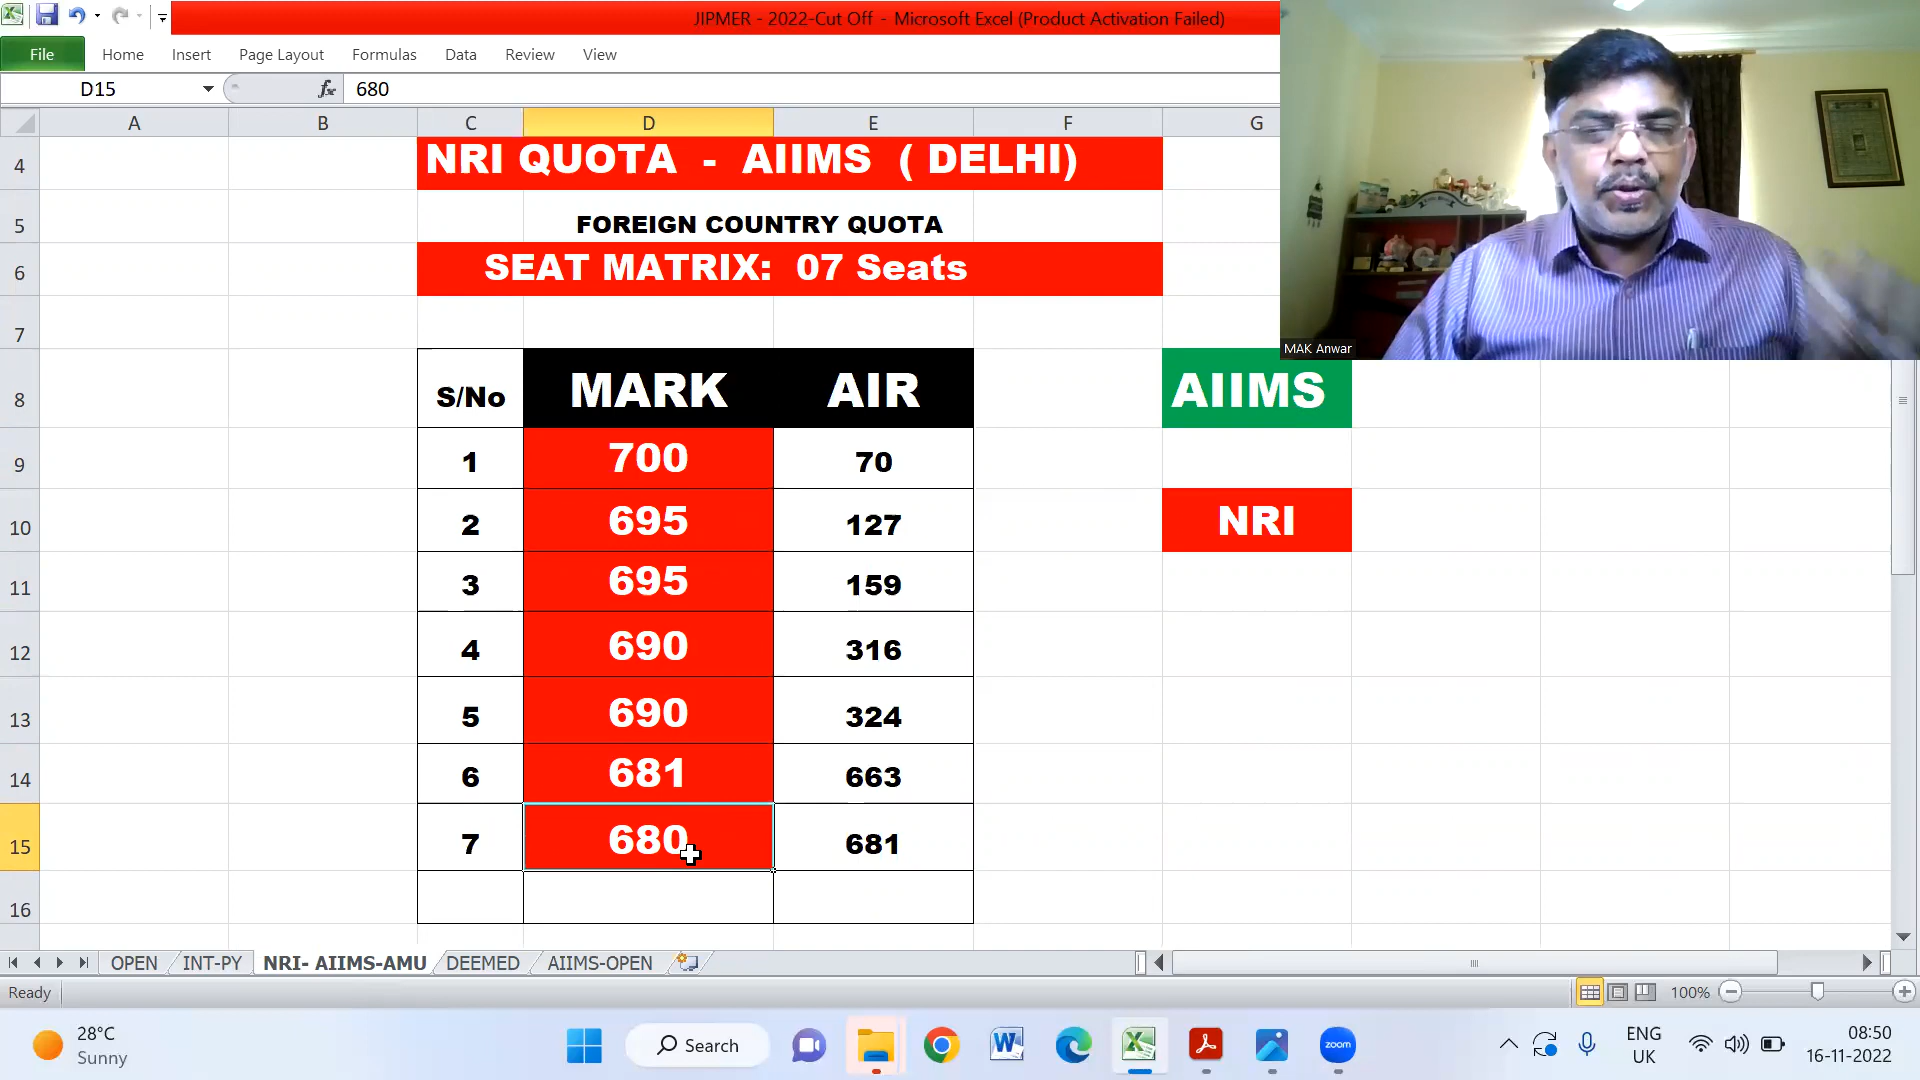 JIPMER - 2022-Cut Off - Microsoft Excel (Product Activation Failed)
File Home Insert Page Layout Formulas Data Review View
D15 fx 680
A B C D E F G
4 NRI QUOTA - AIIMS ( DELHI)
5 FOREIGN COUNTRY QUOTA
6 SEAT MATRIX: 07 Seats
7
MAK Anwar
8 S/No MARK AIR AIIMS
9 1 700 70
10 2 695 127 NRI
11 3 695 159
12 4 690 316
13 5 690 324
14 6 681 663
15 7 680 681
16
OPEN INT-PY NRI- AIIMS-AMU DEEMED AIIMS-OPEN
Ready 100%
28°C
Sunny
Search
zoom
ENG
UK
08:50
16-11-2022